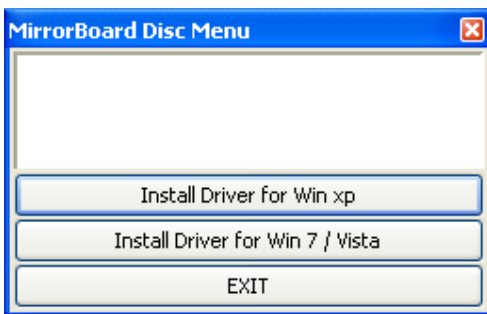 MirrorBoard Disc Menu
Install Driver for Win xp
Install Driver for Win 7 / Vista
EXIT